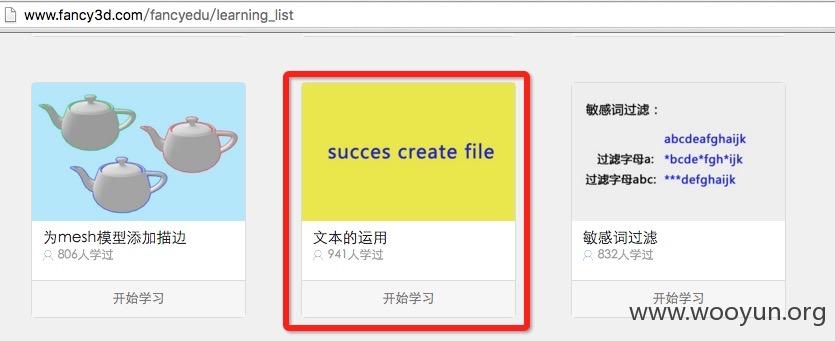 www.fancy3d.com/fancyedu/learning_list
succes create file
敏感词过滤：
abcdeafghaijk
过滤字母a: *bcde*fgh*ijk
过滤字母abc: ***defghaijk
为mesh模型添加描边
806人学过
开始学习
文本的运用
941人学过
开始学习
敏感词过滤
832人学过
开始学习
www.wooyun.org